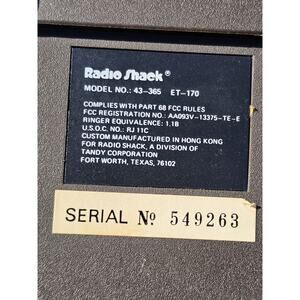 Radio Shack®
MODEL NO.: 43-365 ET-170
COMPLIES WITH PART 68 FCC RULES
FCC REGISTRATION NO.: AA093V-13375-TE-E
RINGER EQUIVALENCE: 1.1B
U.S.O.C. NO.: RJ 11C
CUSTOM MANUFACTURED IN HONG KONG
FOR RADIO SHACK, A DIVISION OF
TANDY CORPORATION
FORT WORTH, TEXAS, 76102
SERIAL Nº 549263